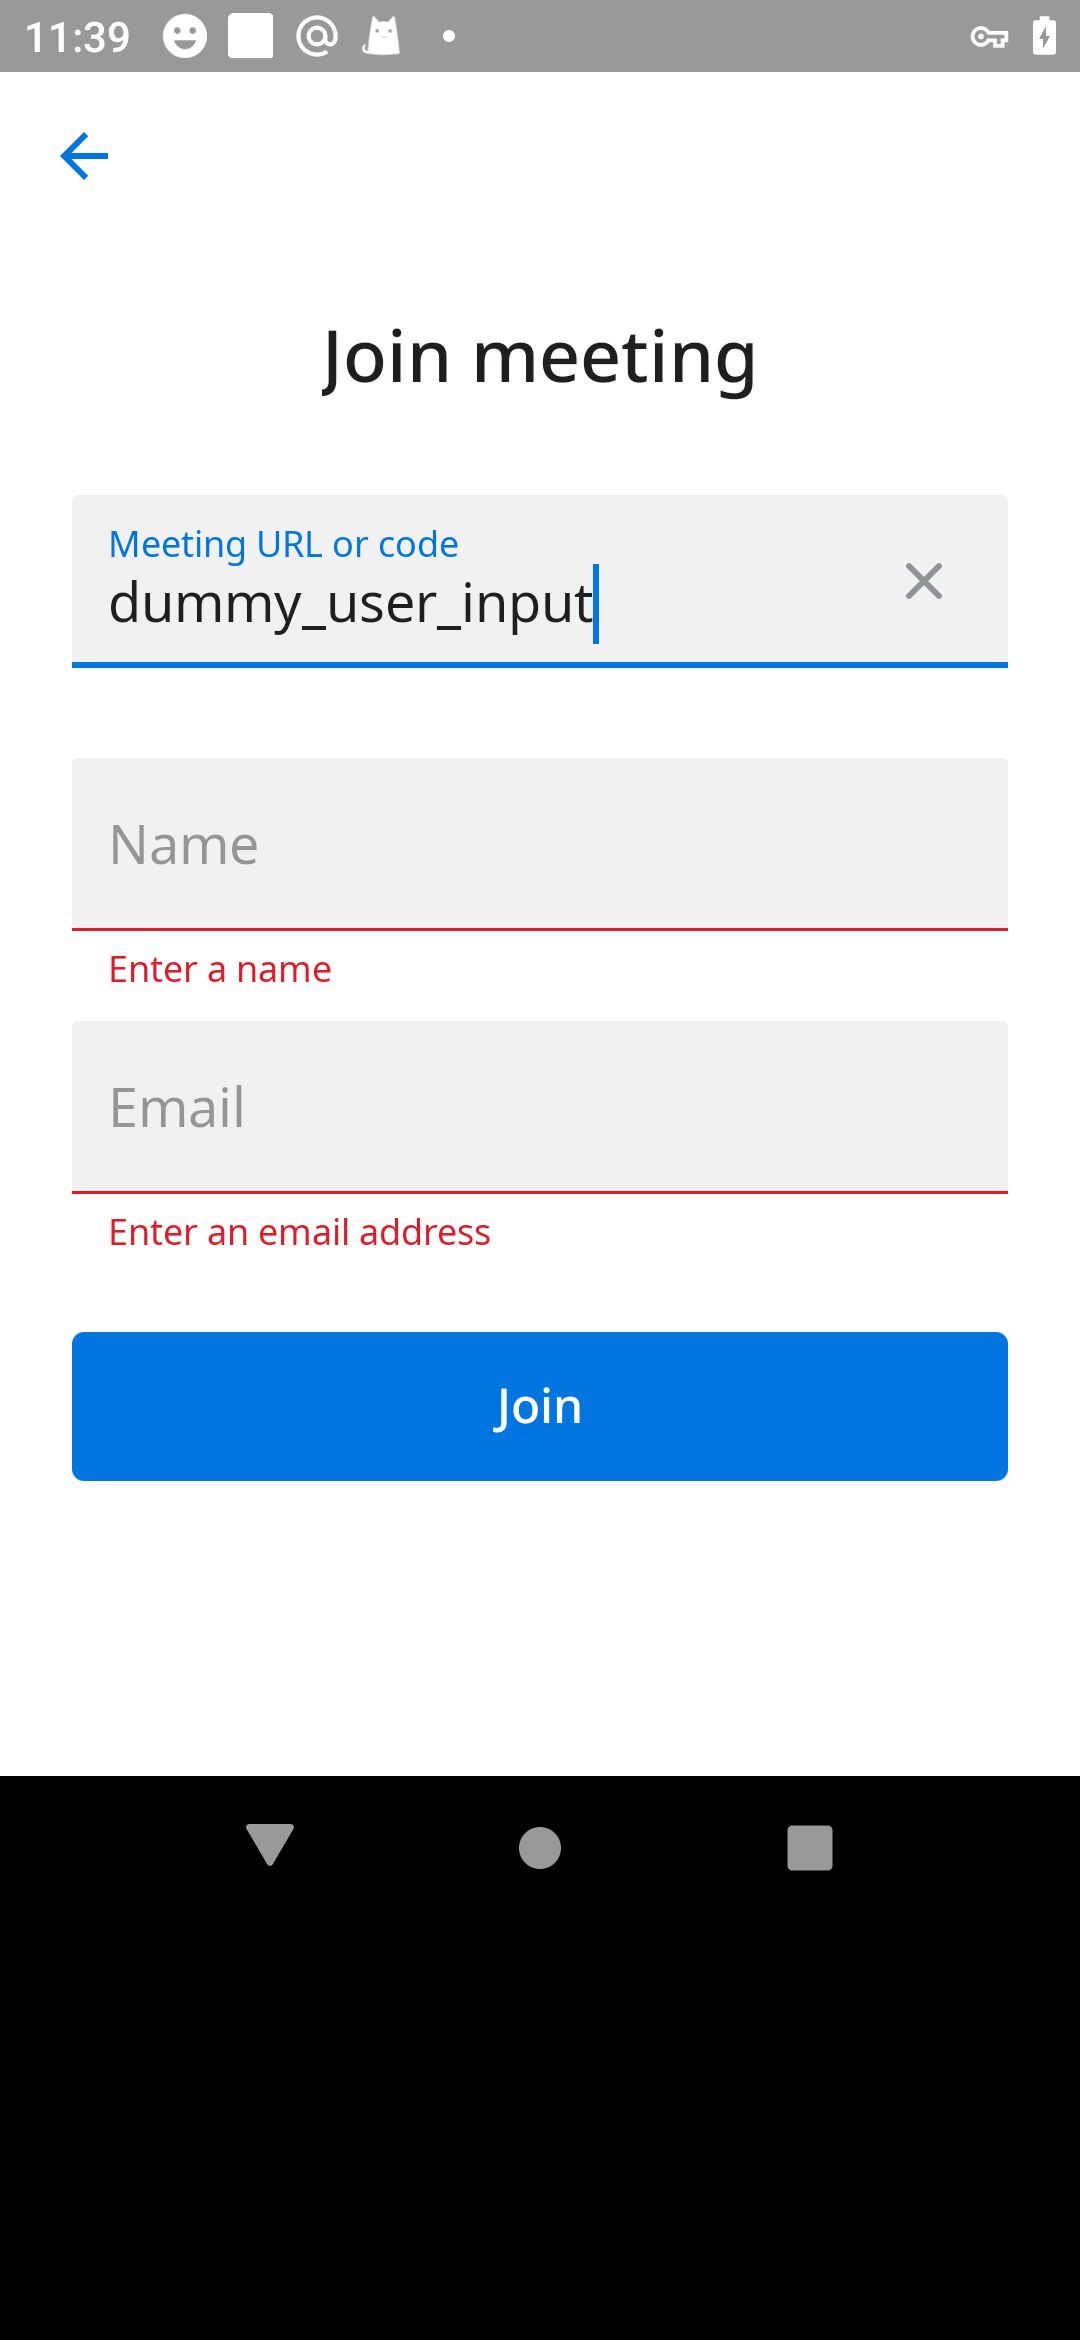 11:39
Join meeting
Meeting URL or code
dummy_user_input
Name
Enter a name
Email
Enter an email address
Join